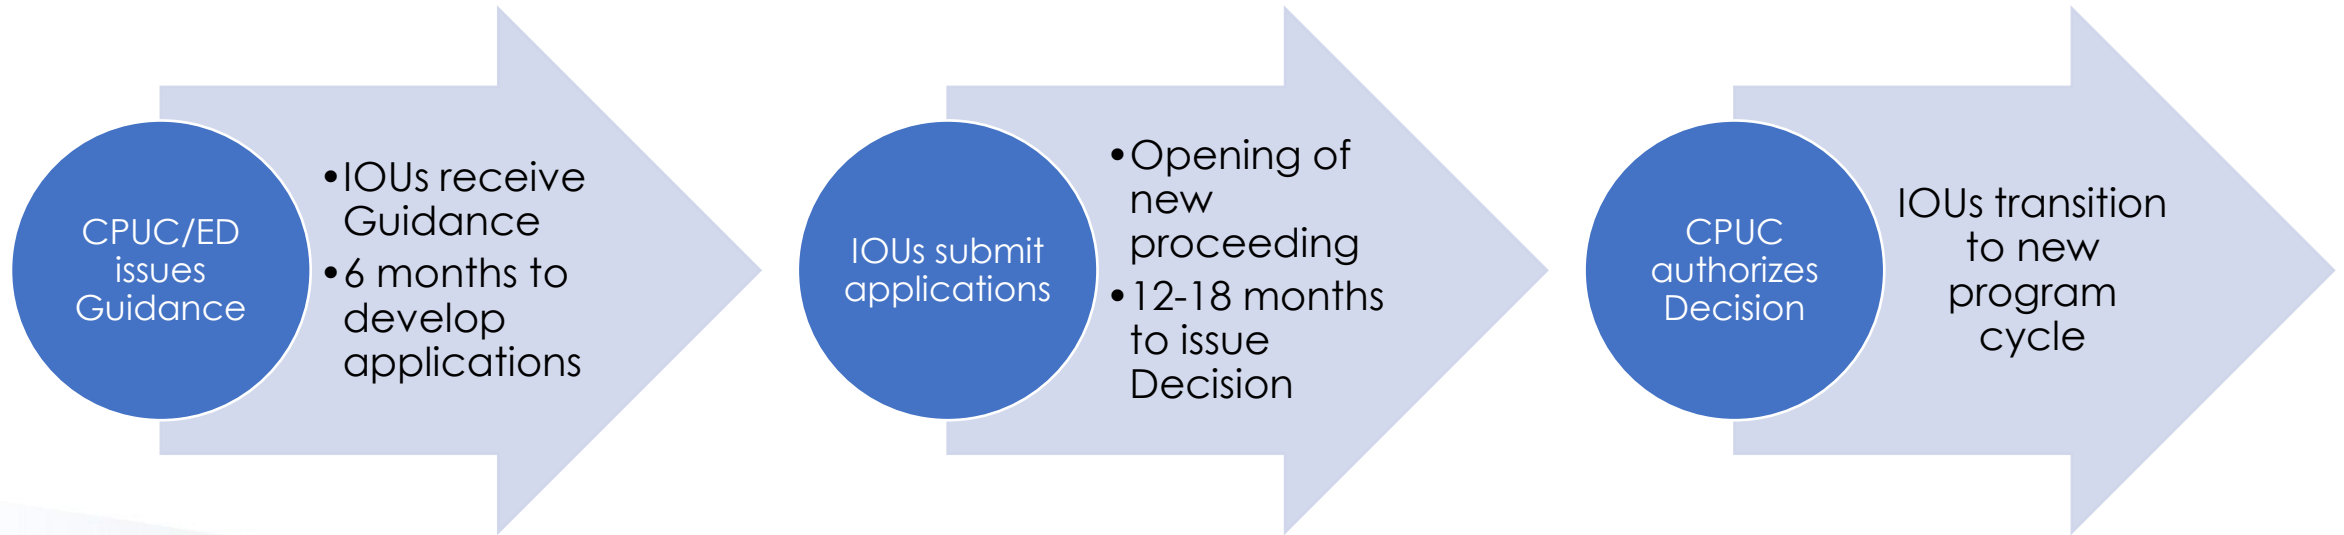 CPUC/ED
issues
Guidance
•IOUs receive
Guidance
•6 months to
develop
applications
IOUs submit
applications
•Opening of
new
proceeding
•12-18 months
to issue
Decision
CPUC
authorizes
Decision
IOUs transition
to new
program
cycle